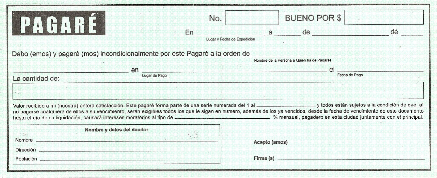 PAGARÉ No. BUENO POR $
En a de de
Lugar y Fecha de Expedición
Debo (emos) y pagaré (mos) incondicionalmente por este Pagaré a la orden de
Nombre de la Persona a Quien ha de Pagarse
en el
Lugar de Pago Fecha de Pago
La cantidad de:
Valor recibido a mi (nuestra) entera satisfacción. Este pagaré forma parte de una serie numerada del 1 al y todos están sujetos a la condición de que, al
no pagarse cualquiera de ellos a su vencimiento, serán exigibles todos los que le sigan en número, además de los ya vencidos, desde la fecha de vencimiento de este documento
hasta el día de su liquidación, causará intereses moratorios al tipo de % mensual, pagadero en esta ciudad juntamente con el principal.
Nombre y datos del deudor
Nombre Acepto (amos)
Dirección
Población Firma(s)